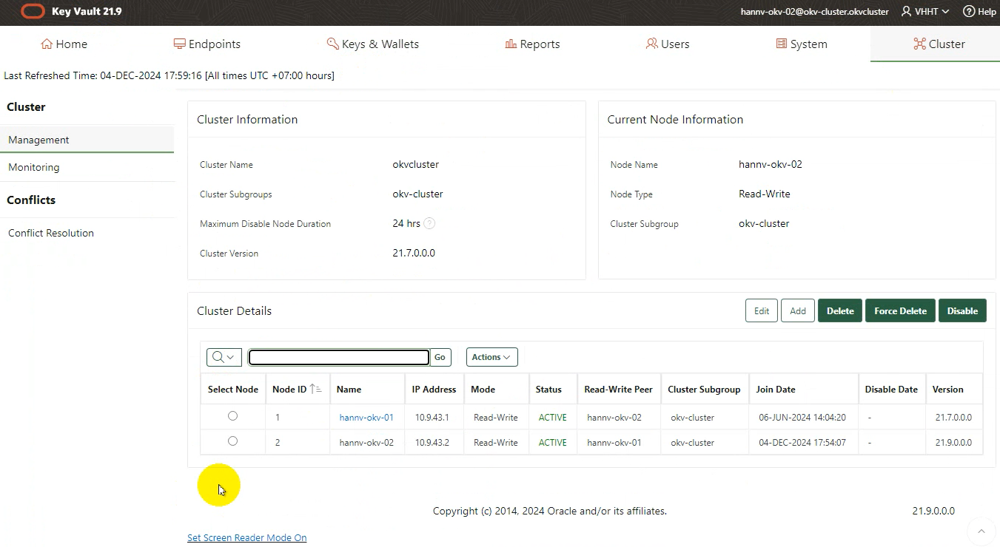 Key Vault 21.9
hannv-okv-02@okv-cluster.okvcluster VHHT Help
Home Endpoints Keys & Wallets Reports Users System Cluster
Last Refreshed Time: 04-DEC-2024 17:59:16 [All times UTC +07:00 hours]
Cluster
Management
Monitoring
Conflicts
Conflict Resolution
Cluster Information
Cluster Name okvcluster
Cluster Subgroups okv-cluster
Maximum Disable Node Duration 24 hrs ?
Cluster Version 21.7.0.0.0
Current Node Information
Node Name hannv-okv-02
Node Type Read-Write
Cluster Subgroup okv-cluster
Cluster Details
Edit Add Delete Force Delete Disable
Go Actions
Select Node Node ID Name IP Address Mode Status Read-Write Peer Cluster Subgroup Join Date Disable Date Version
1 hannv-okv-01 10.9.43.1 Read-Write ACTIVE hannv-okv-02 okv-cluster 06-JUN-2024 14:04:20 - 21.7.0.0.0
2 hannv-okv-02 10.9.43.2 Read-Write ACTIVE hannv-okv-01 okv-cluster 04-DEC-2024 17:54:07 - 21.9.0.0.0
Copyright (c) 2014, 2024 Oracle and/or its affiliates. 21.9.0.0.0
Set Screen Reader Mode On